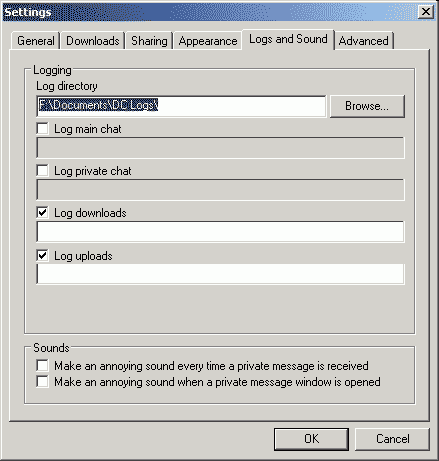 Settings
General Downloads Sharing Appearance Logs and Sound Advanced
Logging
Log directory
F:\Documents\DC Logs\ Browse...
Log main chat
Log private chat
Log downloads
Log uploads
Sounds
Make an annoying sound every time a private message is received
Make an annoying sound when a private message window is opened
OK Cancel